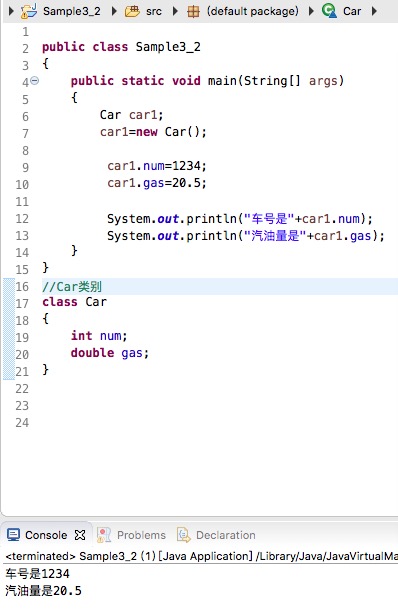 Sample3_2 src (default package) Car
1
2 public class Sample3_2
3 {
4 public static void main(String[] args)
5 {
6 Car car1;
7 car1=new Car();
8
9 car1.num=1234;
10 car1.gas=20.5;
11
12 System.out.println("车号是"+car1.num);
13 System.out.println("汽油量是"+car1.gas);
14 }
15 }
16 //Car类别
17 class Car
18 {
19 int num;
20 double gas;
21 }
22
23
24
Console Problems Declaration
<terminated> Sample3_2 (1) [Java Application] /Library/Java/JavaVirtualMa
车号是1234
汽油量是20.5